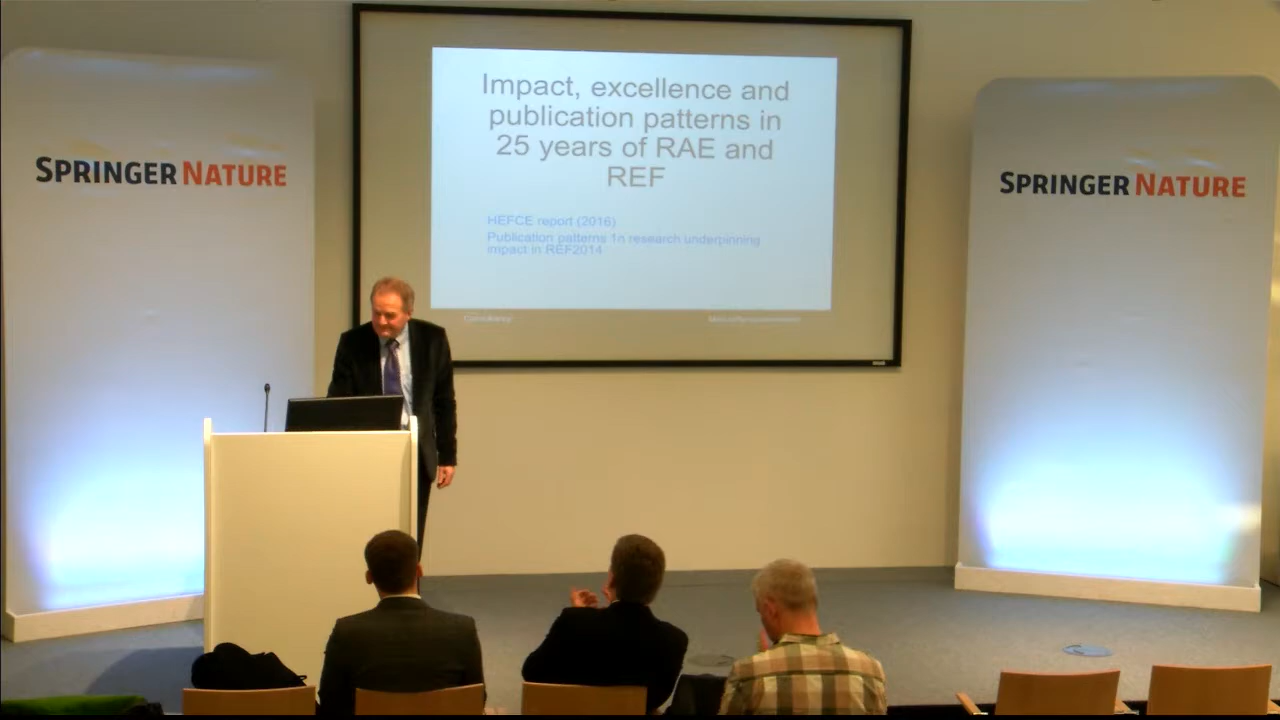 SPRINGER NATURE
Impact, excellence and
publication patterns in
25 years of RAE and
REF
HEFCE report (2016)
Publication patterns 1n research underpinning
impact in REF2014
SPRINGER NATURE